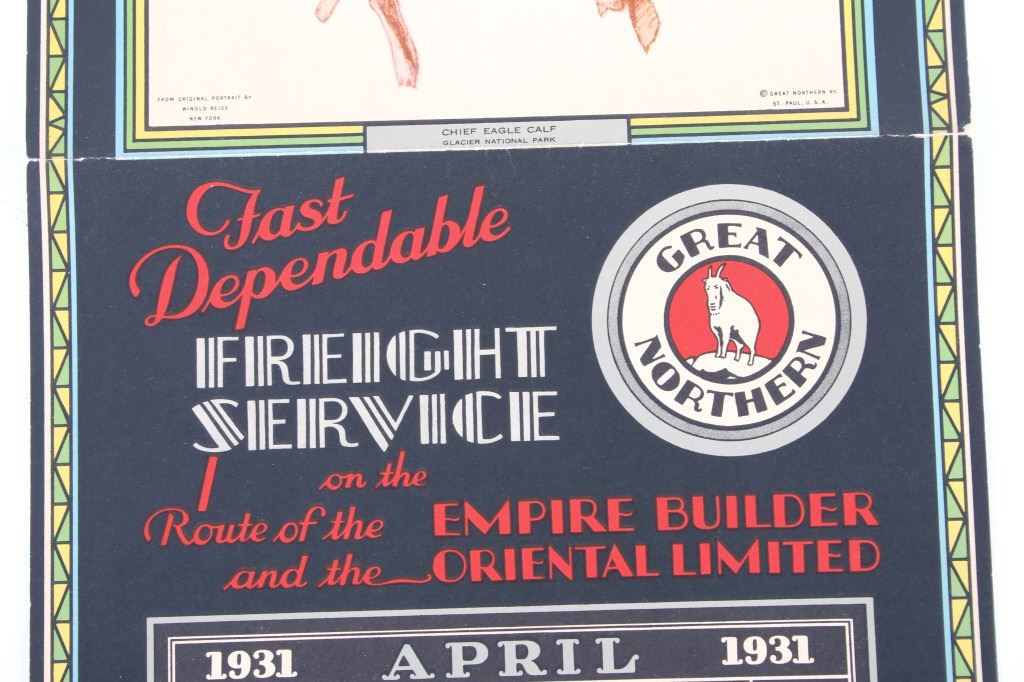 FROM ORIGINAL PORTRAIT BY
WINOLD REISS
NEW YORK
© GREAT NORTHERN RY.
ST. PAUL, U.S.A.
CHIEF EAGLE CALF
GLACIER NATIONAL PARK
Fast
Dependable
FREIGHT
SERVICE
on the
Route of the EMPIRE BUILDER
and the ORIENTAL LIMITED
GREAT
NORTHERN
1931 APRIL 1931